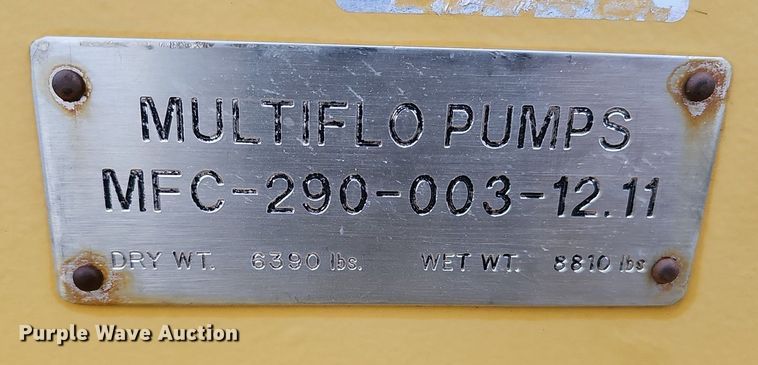 MULTIFLO PUMPS
MFC-290-003-12.11
DRY WT. 6390 lbs. WET WT. 8810 lbs
Purple Wave Auction